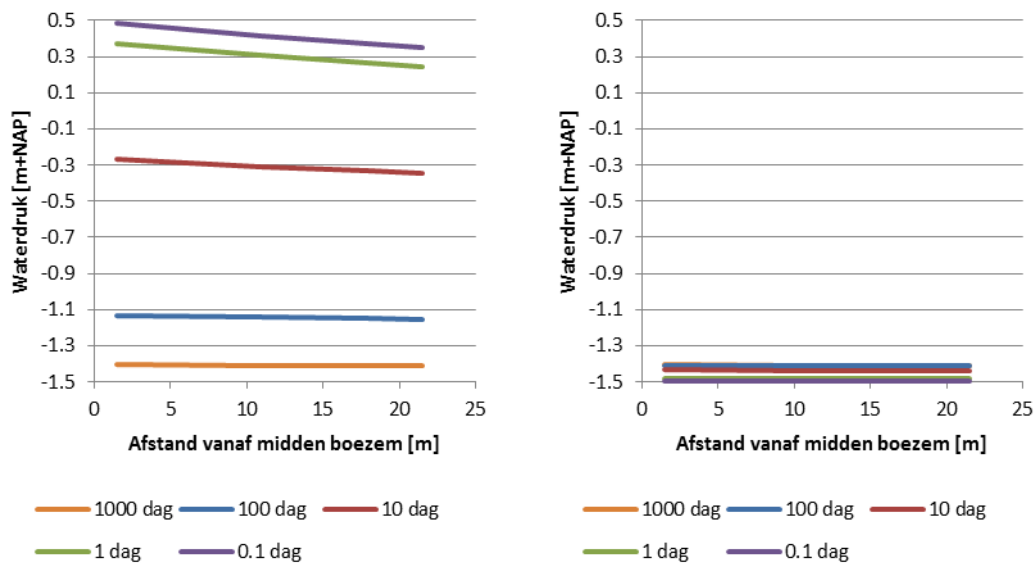 0.5
0.3
0.1
-0.1
-0.3
-0.5
-0.7
-0.9
-1.1
-1.3
-1.5
Waterdruk [m+NAP]
0 5 10 15 20 25
Afstand vanaf midden boezem [m]
1000 dag 100 dag 10 dag
1 dag 0.1 dag
0.5
0.3
0.1
-0.1
-0.3
-0.5
-0.7
-0.9
-1.1
-1.3
-1.5
Waterdruk [m+NAP]
0 5 10 15 20 25
Afstand vanaf midden boezem [m]
1000 dag 100 dag 10 dag
1 dag 0.1 dag